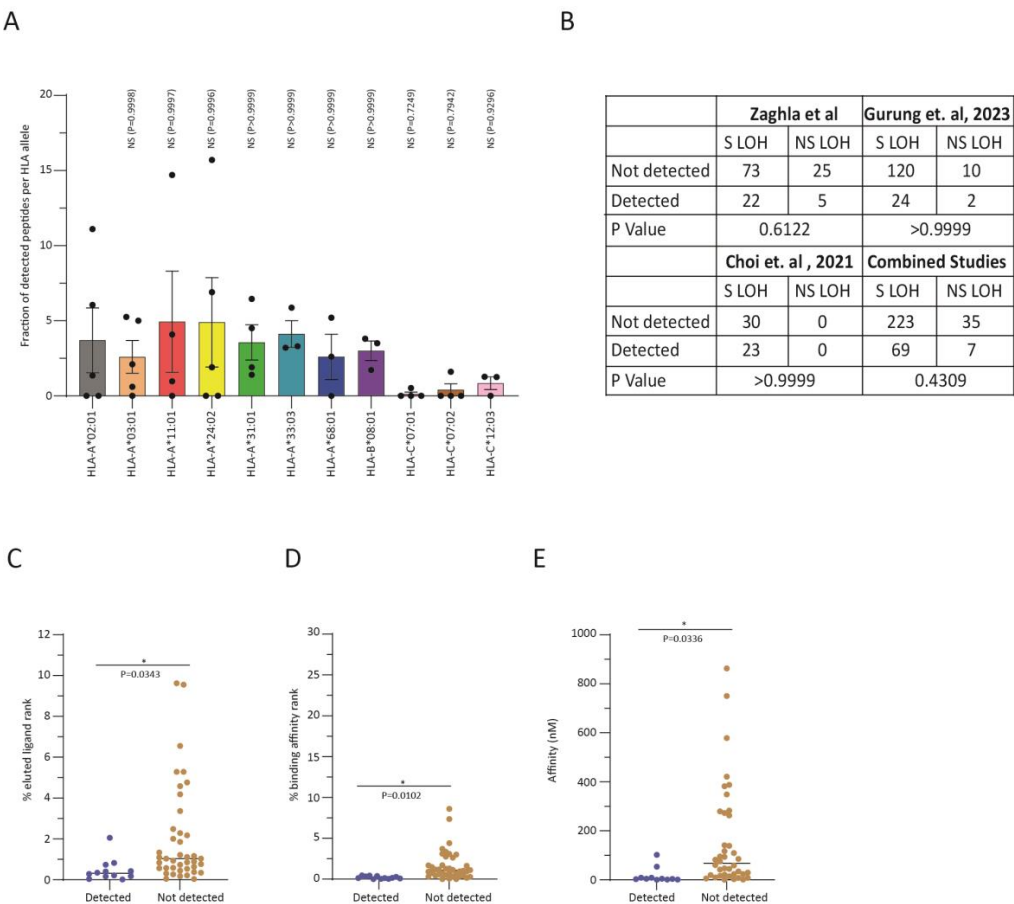 A
B
Fraction of detected peptides per HLA allele
20
15
10
5
0
NS (P=0.9998)
NS (P=0.9997)
NS (P=0.9996)
NS (P>0.9999)
NS (P>0.9999)
NS (P>0.9999)
NS (P>0.9999)
NS (P=0.7249)
NS (P=0.7942)
NS (P=0.9296)
HLA-A*02:01
HLA-A*03:01
HLA-A*11:01
HLA-A*24:02
HLA-A*31:01
HLA-A*33:03
HLA-A*68:01
HLA-B*08:01
HLA-C*07:01
HLA-C*07:02
HLA-C*12:03
Zaghla et al Gurung et. al, 2023
S LOH NS LOH S LOH NS LOH
Not detected 73 25 120 10
Detected 22 5 24 2
P Value 0.6122 >0.9999
Choi et. al , 2021 Combined Studies
S LOH NS LOH S LOH NS LOH
Not detected 30 0 223 35
Detected 23 0 69 7
P Value >0.9999 0.4309
C
% eluted ligand rank
12
10
8
6
4
2
0
*
P=0.0343
Detected Not detected
D
% binding affinity rank
30
25
20
15
10
5
0
*
P=0.0102
Detected Not detected
E
Affinity (nM)
1000
800
600
400
200
0
*
P=0.0336
Detected Not detected